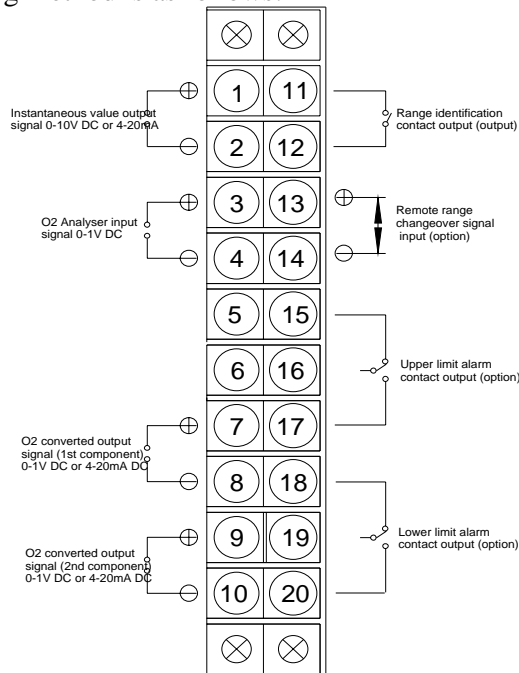 1 11
Instantaneous value output
signal 0-10V DC or 4-20mA
Range identification
contact output (output)
2 12
3 13
O2 Analyser input
signal 0-1V DC
Remote range
changeover signal
input (option)
4 14
5 15
6 16
Upper limit alarm
contact output (option)
7 17
O2 converted output
signal (1st component)
0-1V DC or 4-20mA DC
8 18
9 19
Lower limit alarm
contact output (option)
O2 converted output
signal (2nd component)
0-1V DC or 4-20mA DC
10 20